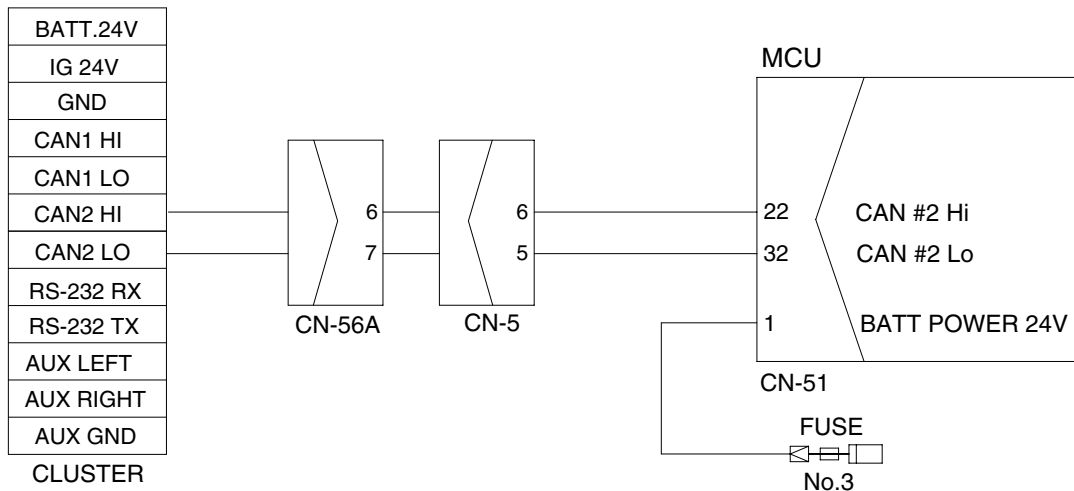 BATT.24V
IG 24V
GND
CAN1 HI
CAN1 LO
CAN2 HI
CAN2 LO
RS-232 RX
RS-232 TX
AUX LEFT
AUX RIGHT
AUX GND
CLUSTER
6
7
CN-56A
6
5
CN-5
MCU
22 CAN #2 Hi
32 CAN #2 Lo
1 BATT POWER 24V
CN-51
FUSE
No.3